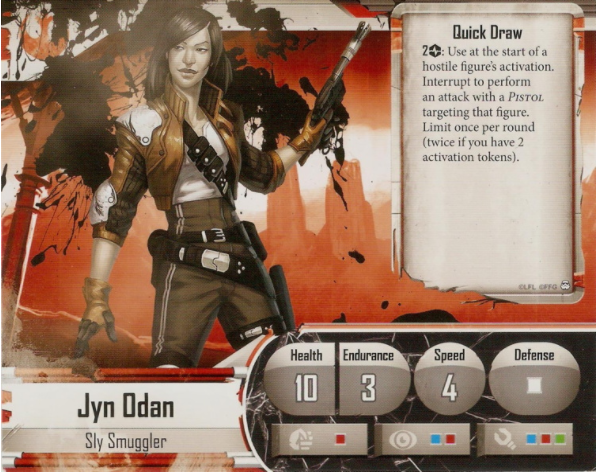 Quick Draw
2: Use at the start of a
hostile figure's activation.
Interrupt to perform
an attack with a PISTOL
targeting that figure.
Limit once per round
(twice if you have 2
activation tokens).
©LFL ©FFG
Health
Endurance
Speed
Defense
10
3
4
Jyn Odan
Sly Smuggler